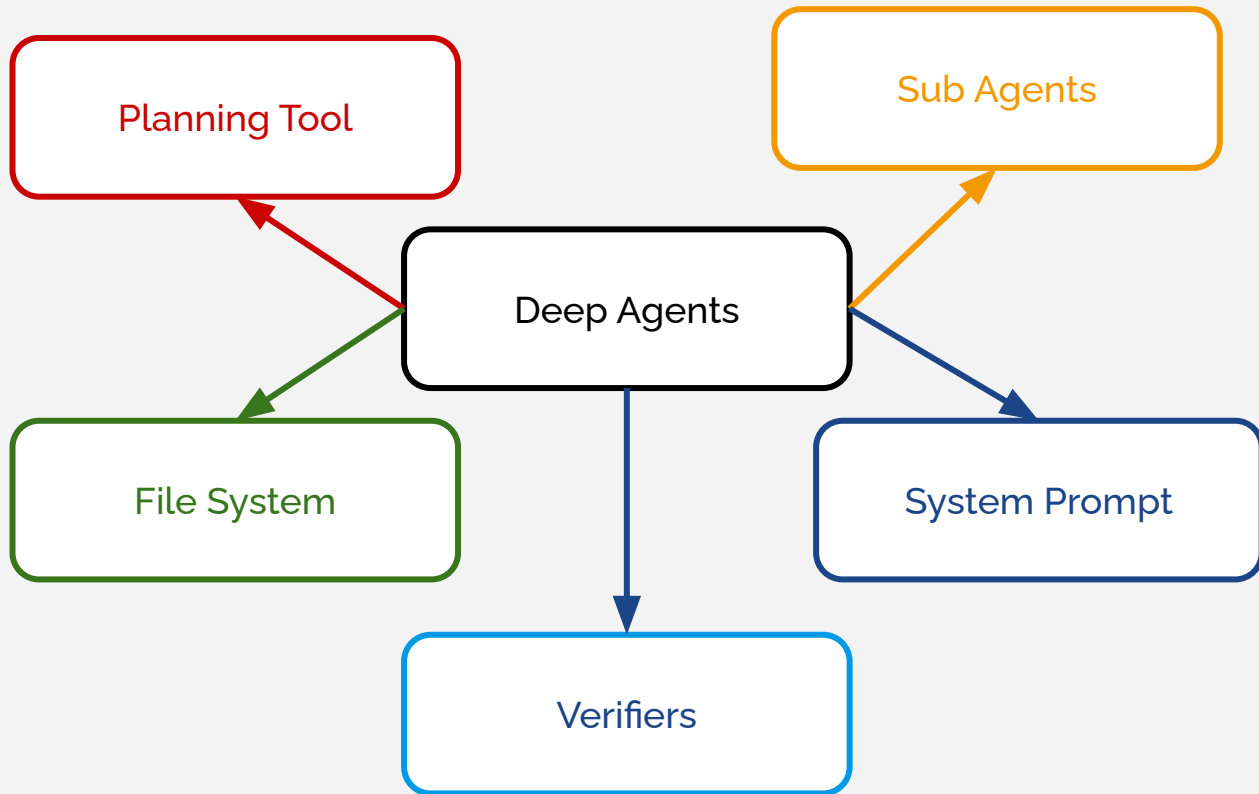 Planning Tool
Sub Agents
Deep Agents
File System
System Prompt
Verifiers